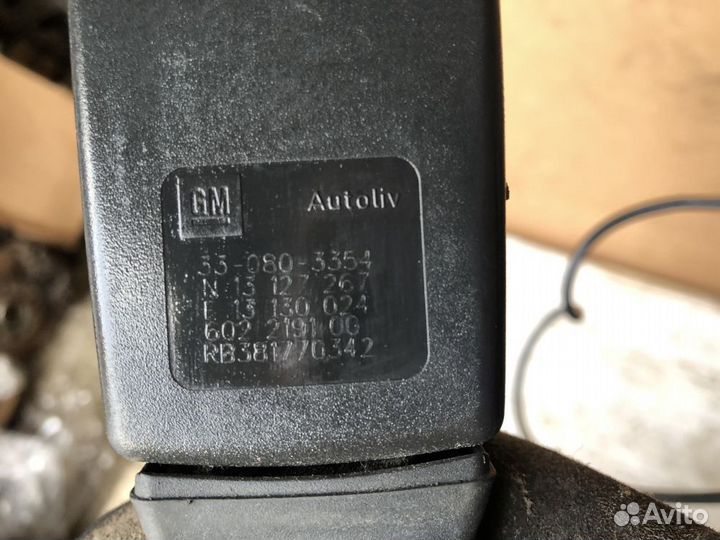 GM Autoliv
33-080-3354
N 13 127 267
E 13 130 024
602 2191 00
RB381770342
Avito